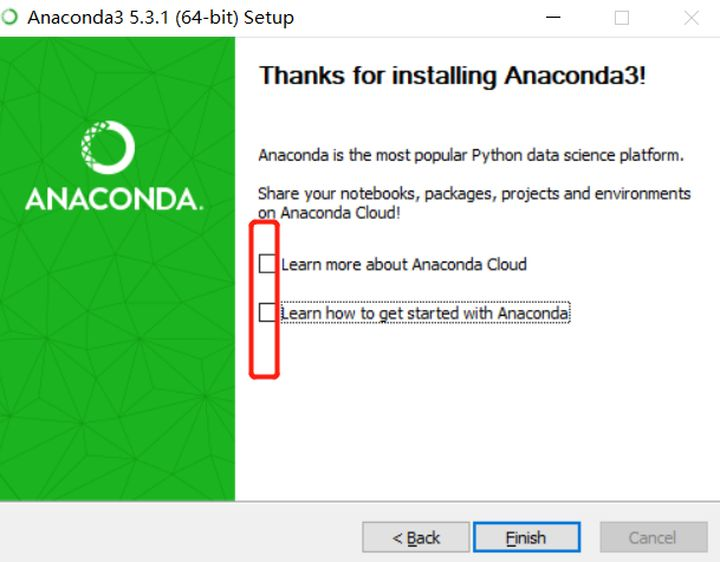 Anaconda3 5.3.1 (64-bit) Setup
Thanks for installing Anaconda3!
ANACONDA.
Anaconda is the most popular Python data science platform.
Share your notebooks, packages, projects and environments
on Anaconda Cloud!
Learn more about Anaconda Cloud
Learn how to get started with Anaconda
< Back
Finish
Cancel